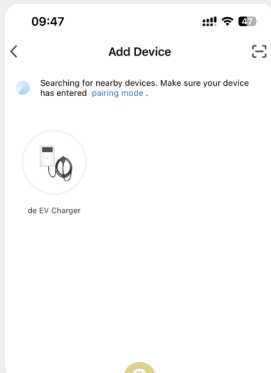 09:47
47
Add Device
Searching for nearby devices. Make sure your device
has entered pairing mode .
de EV Charger